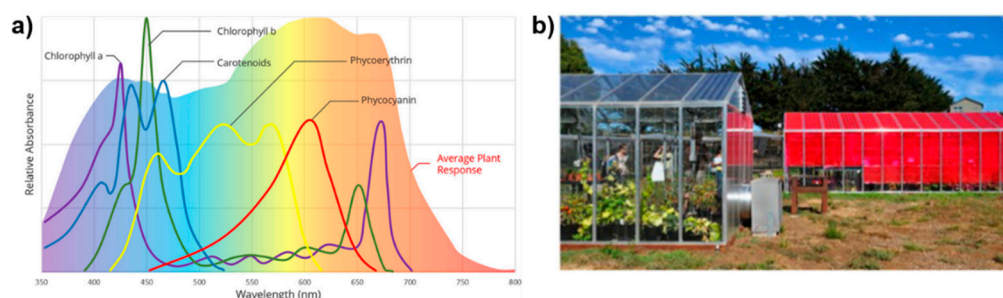 a)
Chlorophyll b
Chlorophyll a
Carotenoids
Phycoerythrin
Phycocyanin
Average Plant
Response
Relative Absorbance
350 400 450 500 550 600 650 700 750 800
Wavelength (nm)
b)